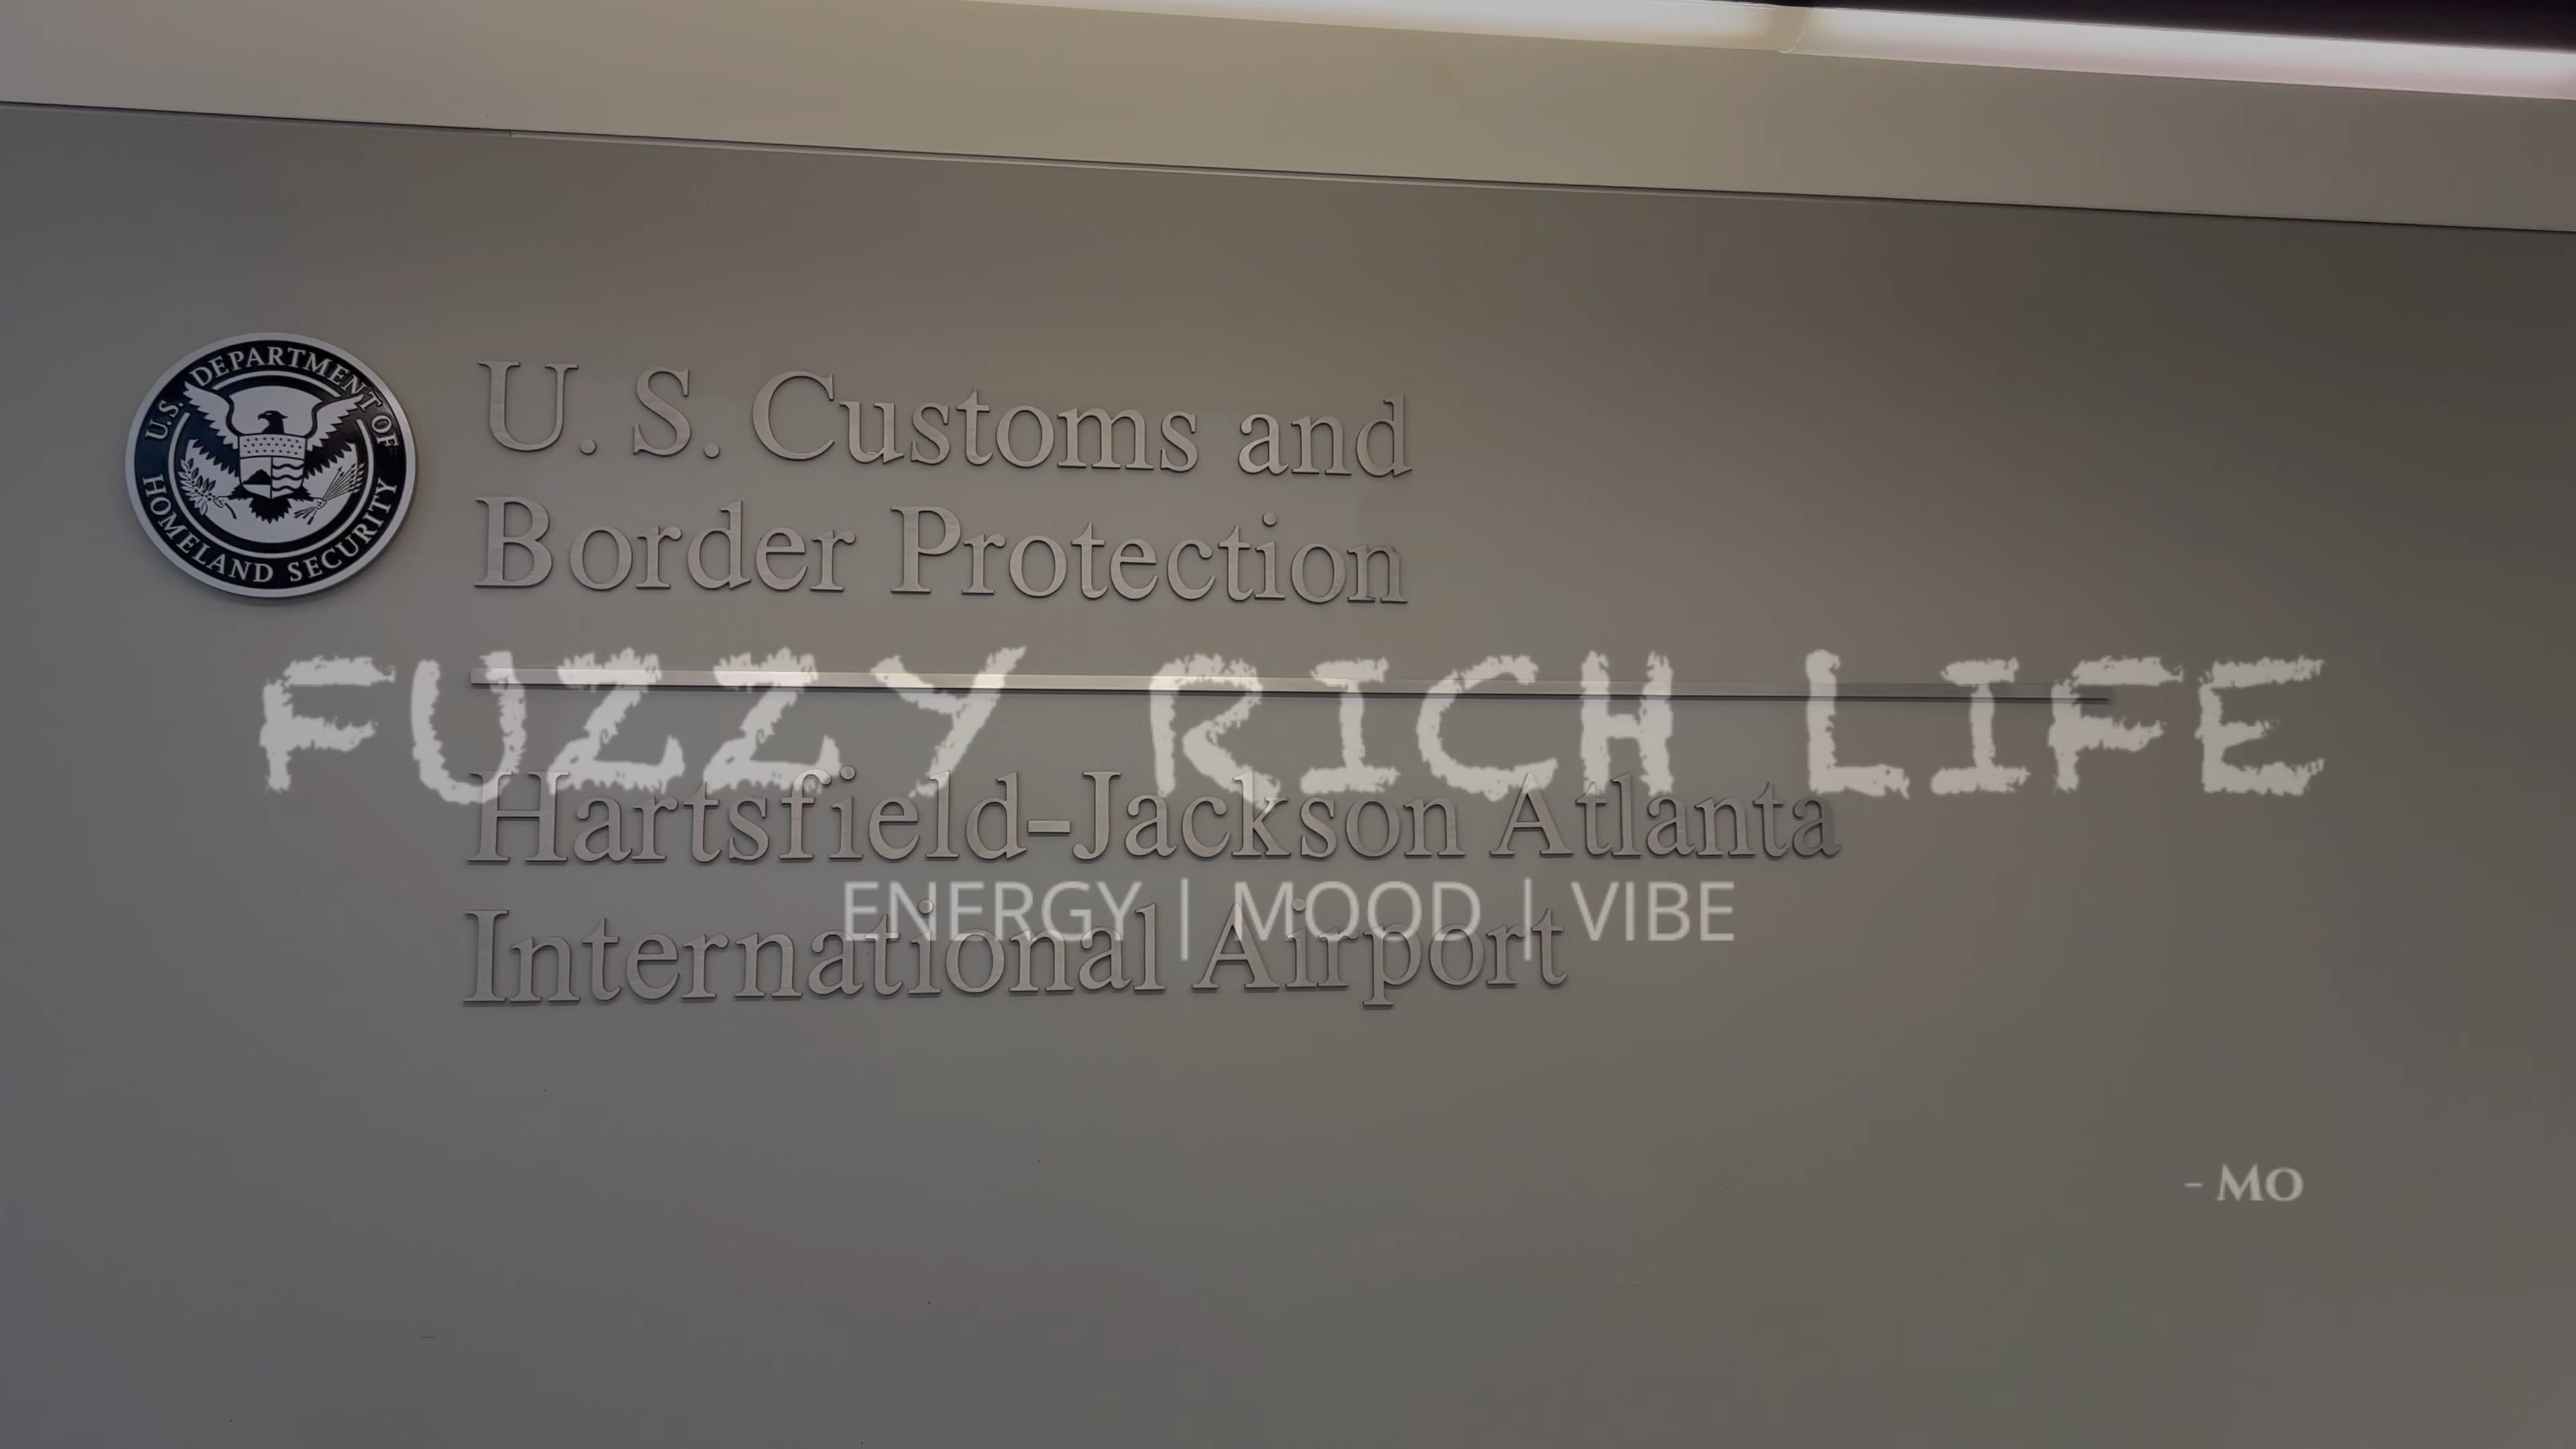 U.S. DEPARTMENT OF
HOMELAND SECURITY
U. S. Customs and
Border Protection
FUZZY RICH LIFE
Hartsfield-Jackson Atlanta
ENERGY | MOOD | VIBE
International Airport
- MO